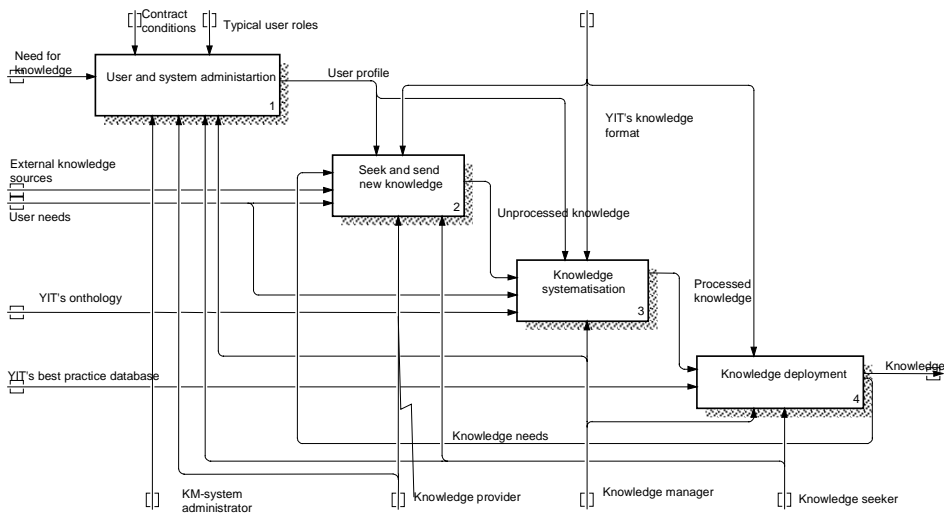 Contract
conditions
Typical user roles
Need for
knowledge
User and system administartion
1
User profile
YIT's knowledge
format
External knowledge
sources
User needs
Seek and send
new knowledge
2
Unprocessed knowledge
Knowledge
systematisation
3
YIT's onthology
Processed
knowledge
YIT's best practice database
Knowledge deployment
4
Knowledge
Knowledge needs
KM-system
administrator
Knowledge provider
Knowledge manager
Knowledge seeker